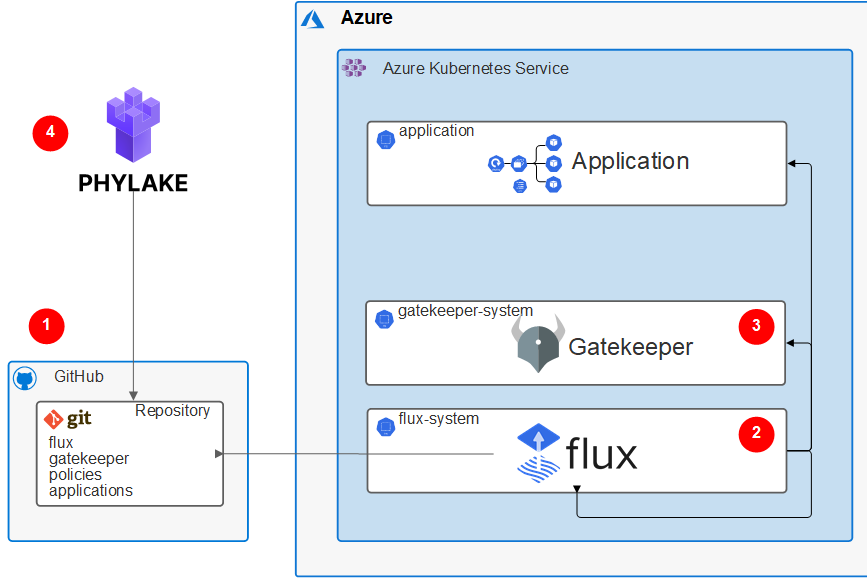 Azure
Azure Kubernetes Service
application
Application
4
PHYLAKE
1
gatekeeper-system
3
Gatekeeper
GitHub
Repository
git
flux
gatekeeper
policies
applications
flux-system
2
flux